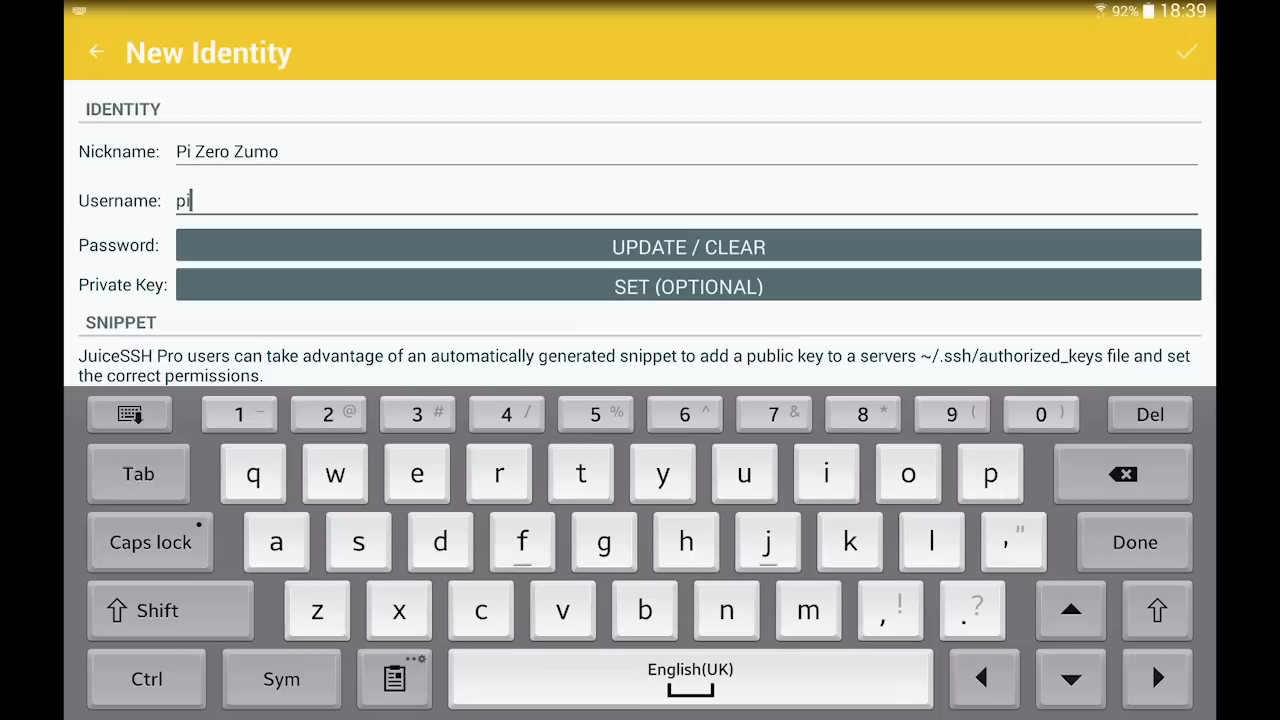 92% 18:39
New Identity
IDENTITY
Nickname: Pi Zero Zumo
Username: pi
Password: UPDATE / CLEAR
Private Key: SET (OPTIONAL)
SNIPPET
JuiceSSH Pro users can take advantage of an automatically generated snippet to add a public key to a servers ~/.ssh/authorized_keys file and set
the correct permissions.
1 – 2 @ 3 # 4 / 5 % 6 ^ 7 & 8 * 9 ( 0 ) Del
Tab q w e r t y u i o p
Caps lock a s d f g h j k l ' " Done
Shift z x c v b n m , ! . ?
Ctrl Sym English(UK)